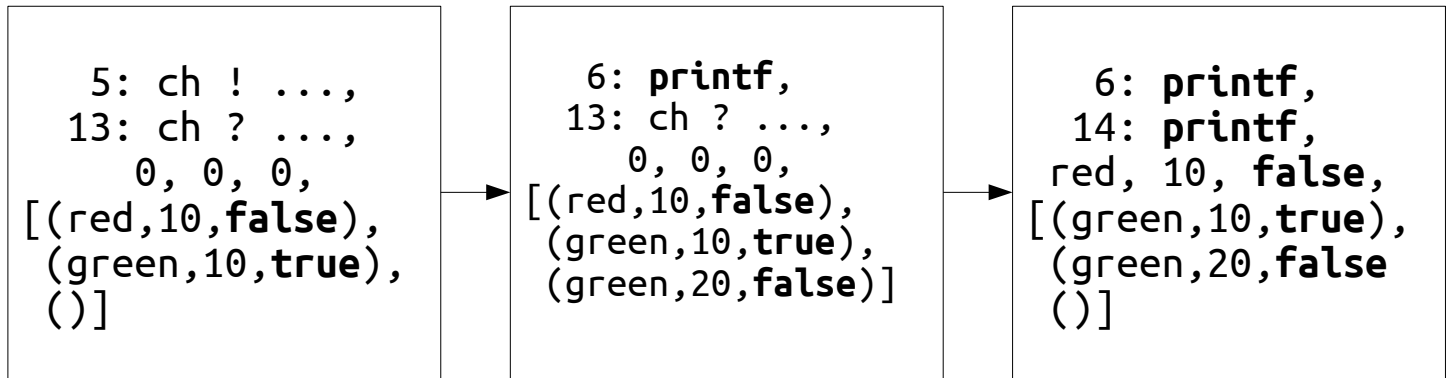 5: ch ! ...,
13: ch ? ...,
0, 0, 0,
[(red,10,false),
(green,10,true),
()]
6: printf,
13: ch ? ...,
0, 0, 0,
[(red,10,false),
(green,10,true),
(green,20,false)]
6: printf,
14: printf,
red, 10, false,
[(green,10,true),
(green,20,false
()]